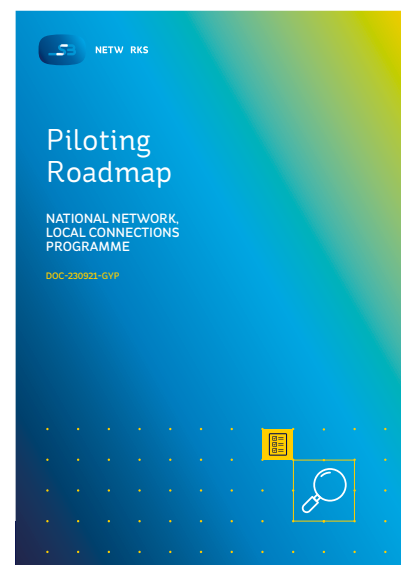 NETW RKS
Piloting
Roadmap
NATIONAL NETWORK,
LOCAL CONNECTIONS
PROGRAMME
DOC-230921-GYP